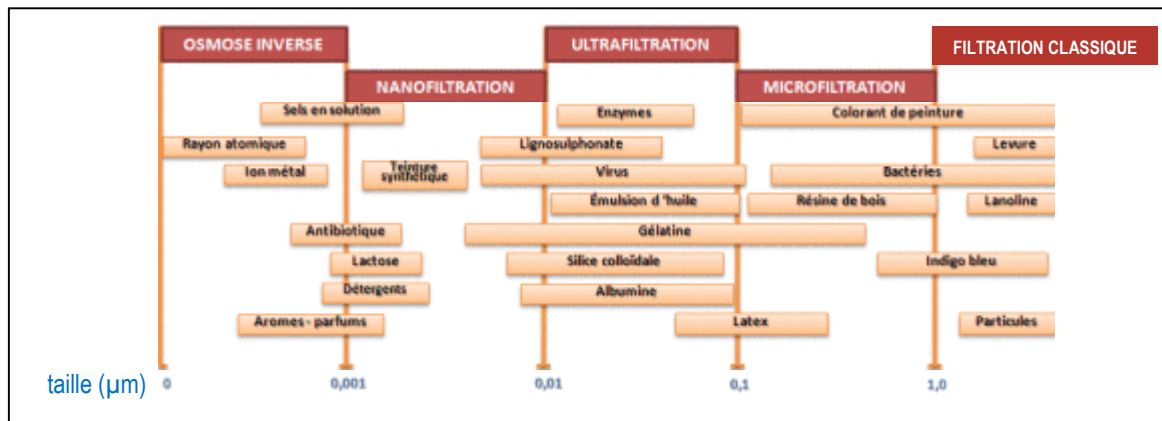 OSMOSE INVERSE
ULTRAFILTRATION
FILTRATION CLASSIQUE
NANOFILTRATION
MICROFILTRATION
Sels en solution
Enzymes
Colorant de peinture
Rayon atomique
Lignosulphonate
Levure
Ion métal
Teinture
synthétique
Virus
Bactéries
Émulsion d 'huile
Résine de bois
Lanoline
Antibiotique
Gélatine
Lactose
Silice colloïdale
Indigo bleu
Détergents
Albumine
Aromes - parfums
Latex
Particules
taille (µm)
0
0,001
0,01
0,1
1,0